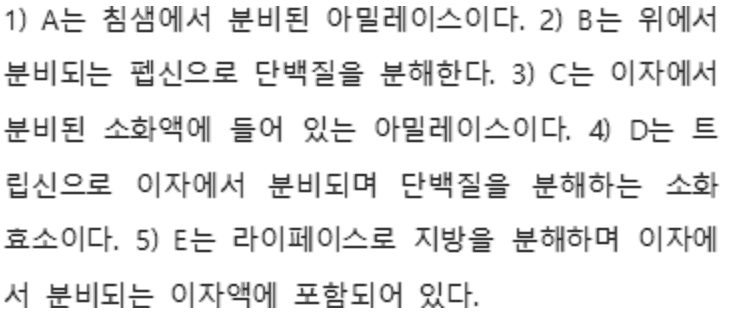 1) A는 침샘에서 분비된 아밀레이스이다. 2) B는 위에서
분비되는 펩신으로 단백질을 분해한다. 3) C는 이자에서
분비된 소화액에 들어 있는 아밀레이스이다. 4) D는 트
립신으로 이자에서 분비되며 단백질을 분해하는 소화
효소이다. 5) E는 라이페이스로 지방을 분해하며 이자에
서 분비되는 이자액에 포함되어 있다.